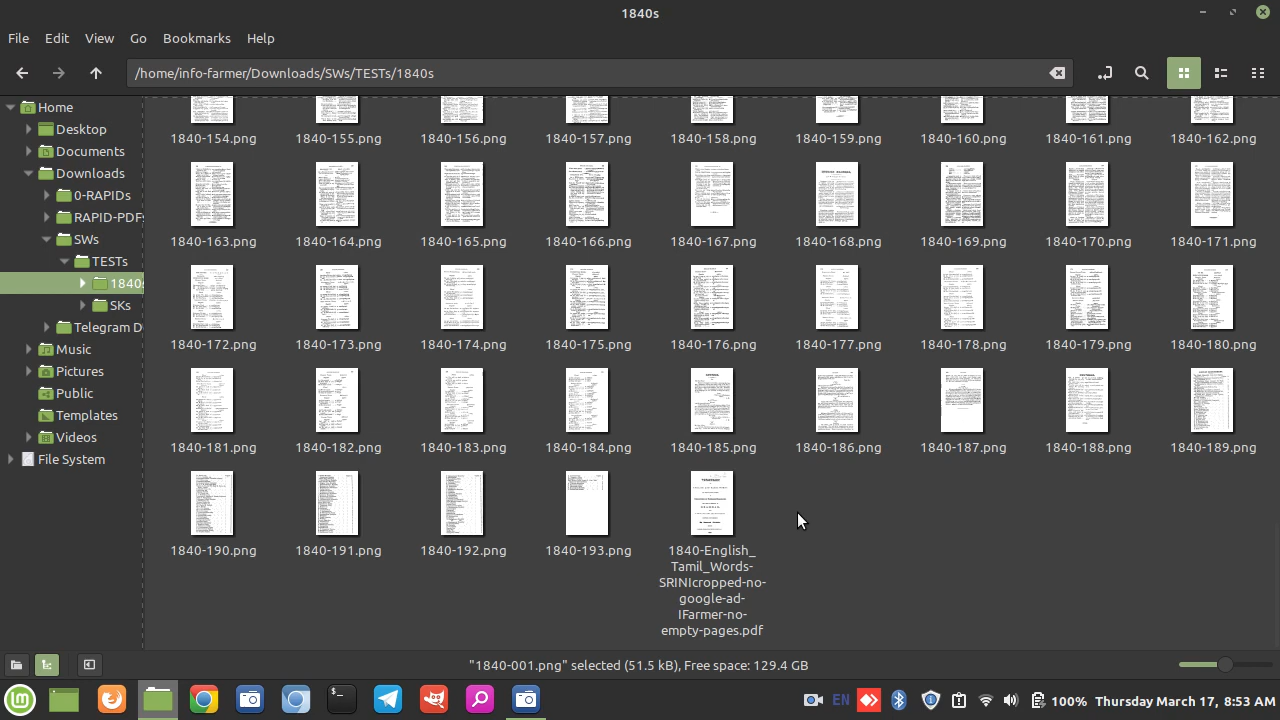 1840s
File Edit View Go Bookmarks Help
/home/info-farmer/Downloads/SWs/TESTs/1840s
Home
Desktop
Documents
Downloads
0-RAPID-
RAPID-PDF-
SWs
TESTs
SKs
Telegram
Music
Pictures
Public
Templates
Videos
File System
1840-154.png 1840-155.png 1840-156.png 1840-157.png 1840-158.png 1840-159.png 1840-160.png 1840-161.png 1840-162.png
1840-163.png 1840-164.png 1840-165.png 1840-166.png 1840-167.png 1840-168.png 1840-169.png 1840-170.png 1840-171.png
1840-172.png 1840-173.png 1840-174.png 1840-175.png 1840-176.png 1840-177.png 1840-178.png 1840-179.png 1840-180.png
1840-181.png 1840-182.png 1840-183.png 1840-184.png 1840-185.png 1840-186.png 1840-187.png 1840-188.png 1840-189.png
1840-190.png 1840-191.png 1840-192.png 1840-193.png 1840-English_
Tamil_Words-
SRINIcropped-no-
google-ad-
IFarmer-no-
empty-pages.pdf
"1840-001.png" selected (51.5 kB), Free space: 129.4 GB
EN 100% Thursday March 17, 8:53 AM